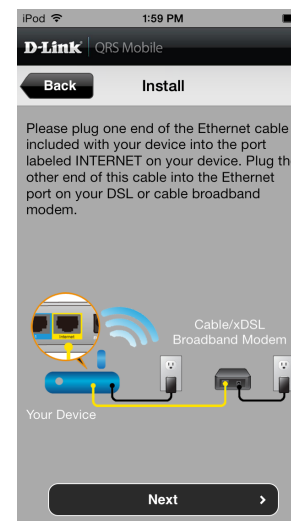 iPod 1:59 PM
D-Link QRS Mobile
Back Install
Please plug one end of the Ethernet cable
included with your device into the port
labeled INTERNET on your device. Plug th
other end of this cable into the Ethernet
port on your DSL or cable broadband
modem.
Internet
Cable/xDSL
Broadband Modem
Your Device
Next